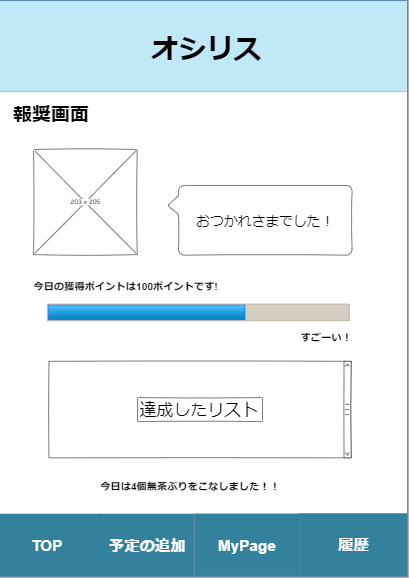 オシリス
報奨画面
203 × 205
おつかれさまでした！
今日の獲得ポイントは100ポイントです!
すごーい！
達成したリスト
今日は4個無茶ぶりをこなしました！！
TOP 予定の追加 MyPage 履歴